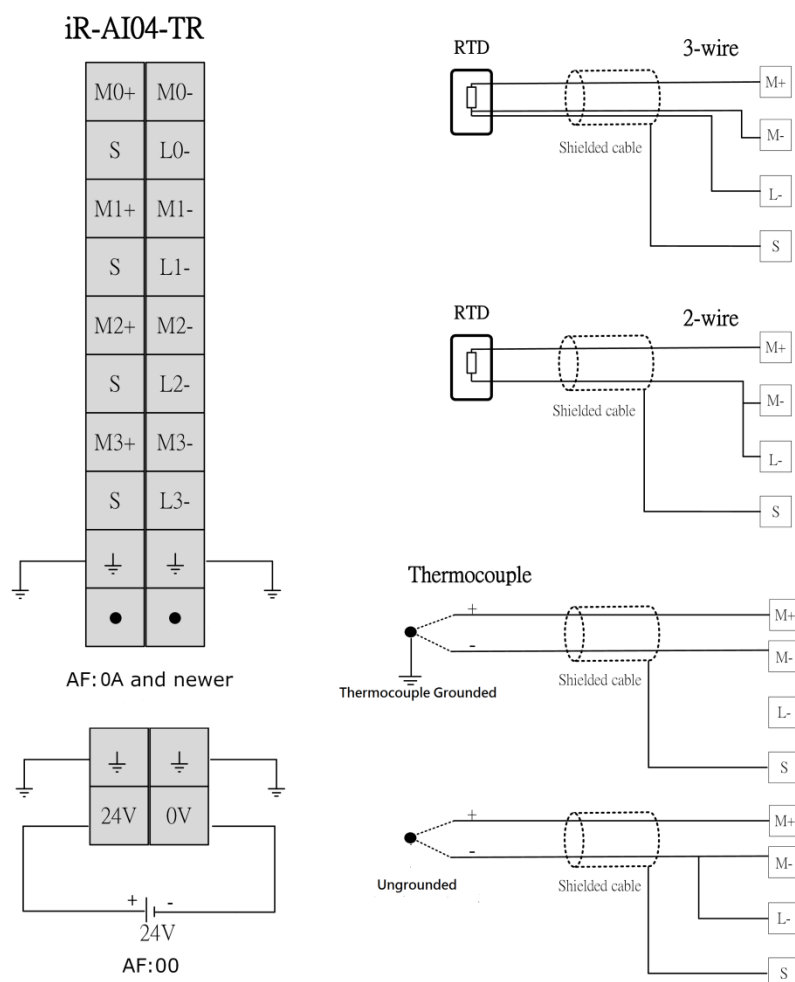 iR-AI04-TR
M0+ M0-
S L0-
M1+ M1-
S L1-
M2+ M2-
S L2-
M3+ M3-
S L3-
AF:0A and newer
24V 0V
+ -
24V
AF:00
RTD 3-wire
M+
M-
Shielded cable
L-
S
RTD 2-wire
M+
M-
Shielded cable
L-
S
Thermocouple
+ M+
- M-
Shielded cable
Thermocouple Grounded
L-
S
+ M+
- M-
Ungrounded
Shielded cable
L-
S